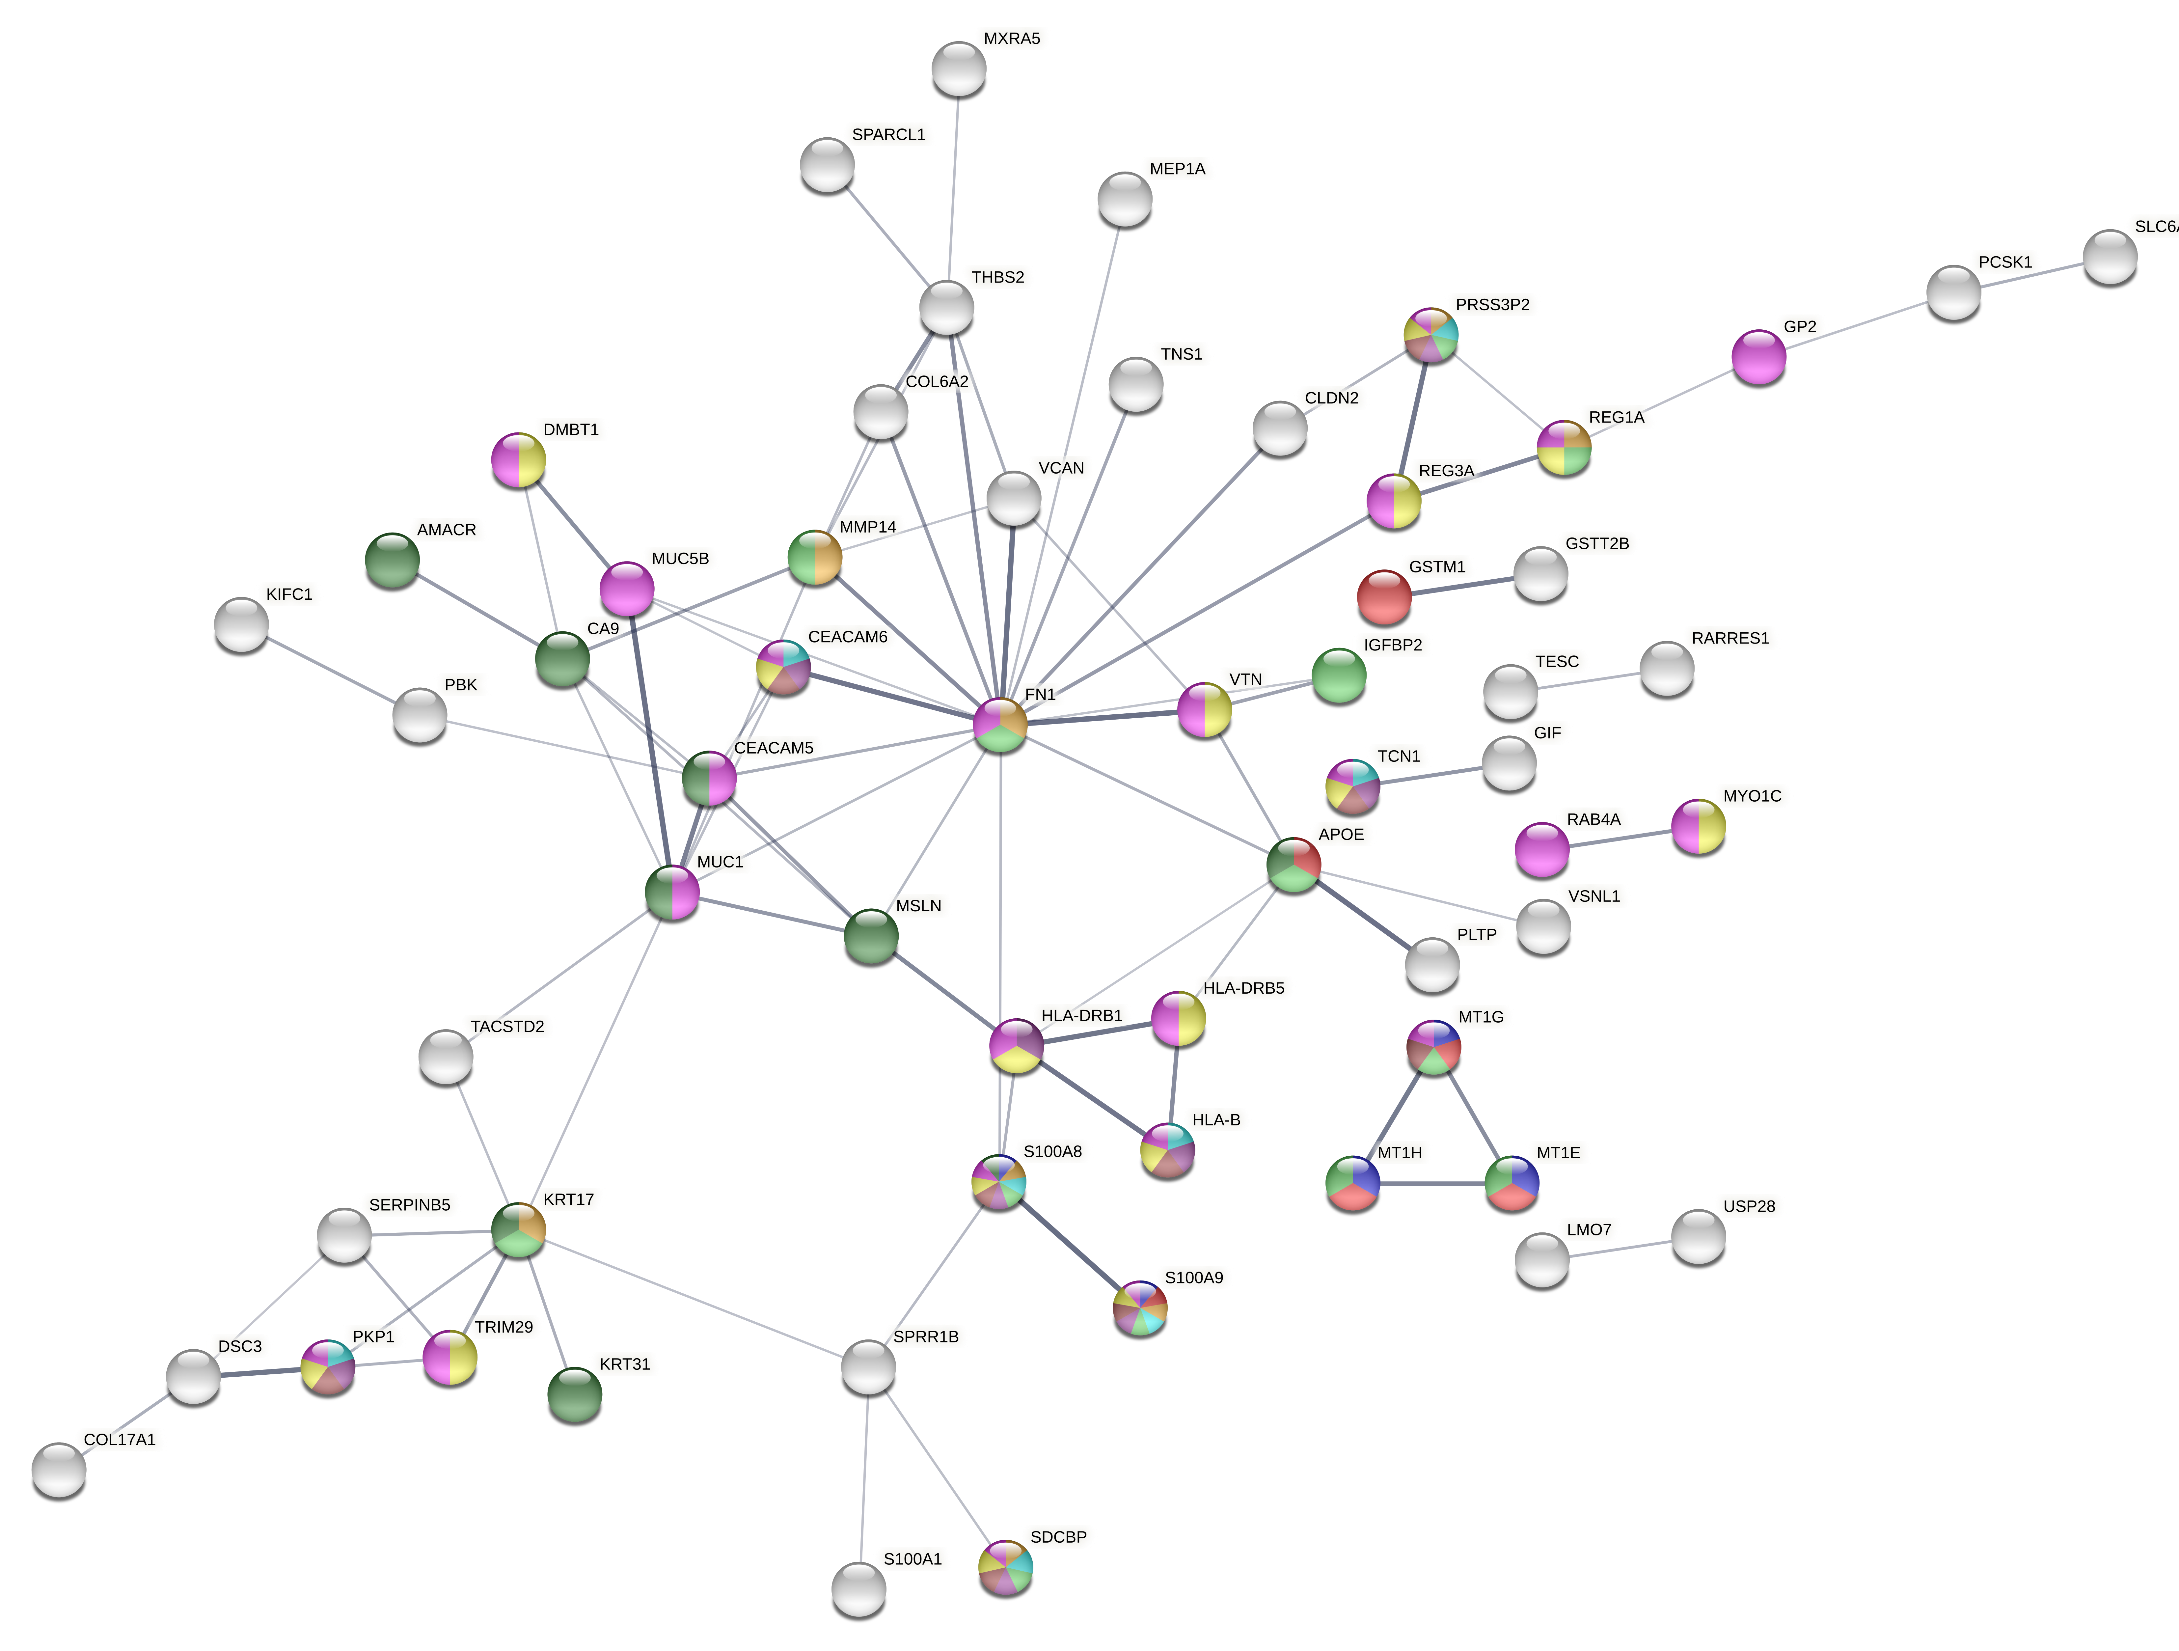 MXRA5
SPARCL1
MEP1A
SLC6A
PCSK1
THBS2
PRSS3P2
GP2
TNS1
COL6A2
CLDN2
REG1A
DMBT1
VCAN
REG3A
AMACR
MMP14
GSTT2B
MUC5B
GSTM1
KIFC1
CA9
CEACAM6
RARRES1
IGFBP2
TESC
VTN
PBK
FN1
GIF
CEACAM5
TCN1
MYO1C
RAB4A
APOE
MUC1
VSNL1
MSLN
PLTP
HLA-DRB5
HLA-DRB1
MT1G
TACSTD2
HLA-B
S100A8
MT1H
MT1E
KRT17
SERPINB5
USP28
LMO7
S100A9
TRIM29
PKP1
SPRR1B
DSC3
KRT31
COL17A1
SDCBP
S100A1